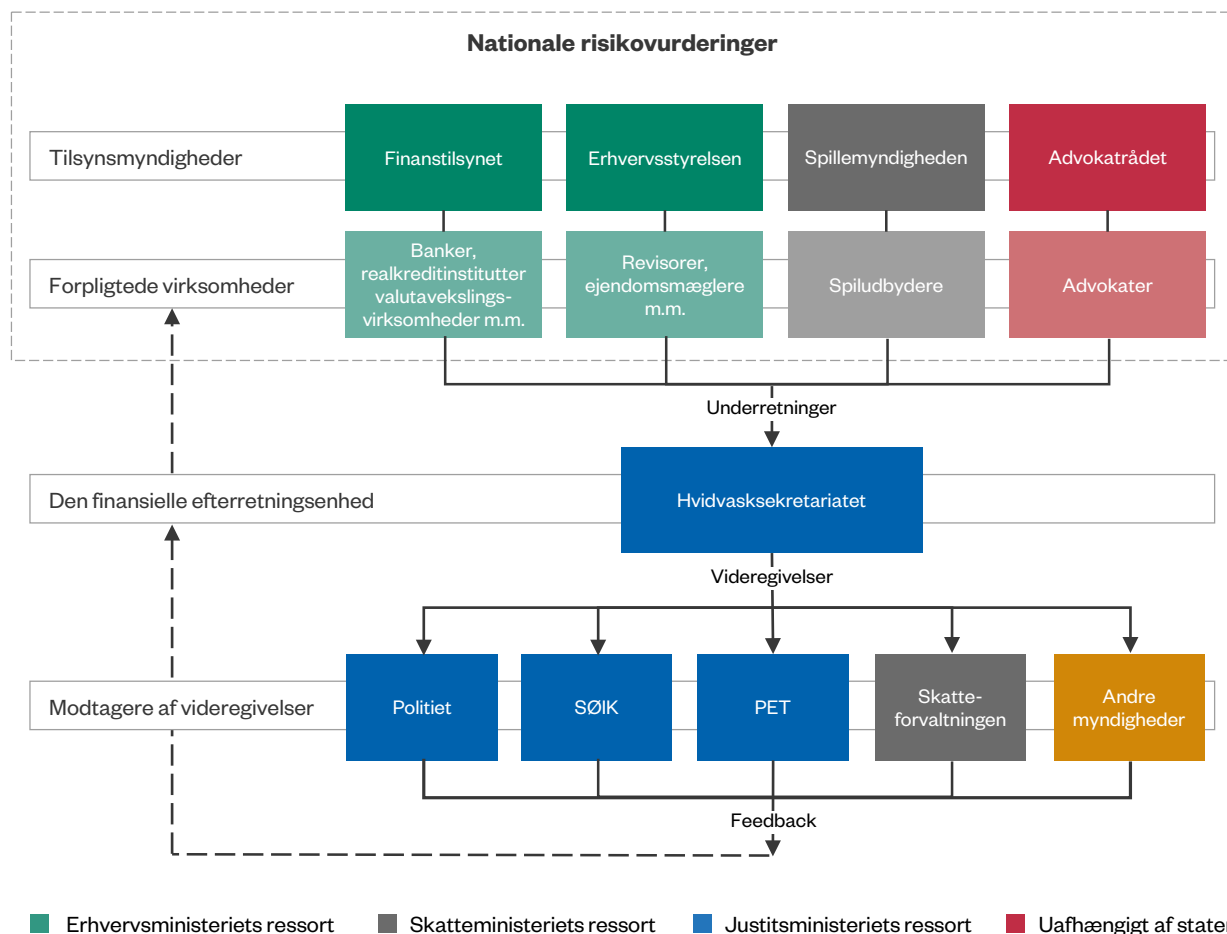 Nationale risikovurderinger
Tilsynsmyndigheder
Finanstilsynet
Erhvervsstyrelsen
Spillemyndigheden
Advokatrådet
Forpligtede virksomheder
Banker,
realkreditinstitutter
valutavekslings-
virksomheder m.m.
Revisorer,
ejendomsmæglere
m.m.
Spiludbydere
Advokater
Underretninger
Den finansielle efterretningsenhed
Hvidvasksekretariatet
Videregivelser
Modtagere af videregivelser
Politiet
SØIK
PET
Skatte-
forvaltningen
Andre
myndigheder
Feedback
Erhvervsministeriets ressort
Skatteministeriets ressort
Justitsministeriets ressort
Uafhængigt af